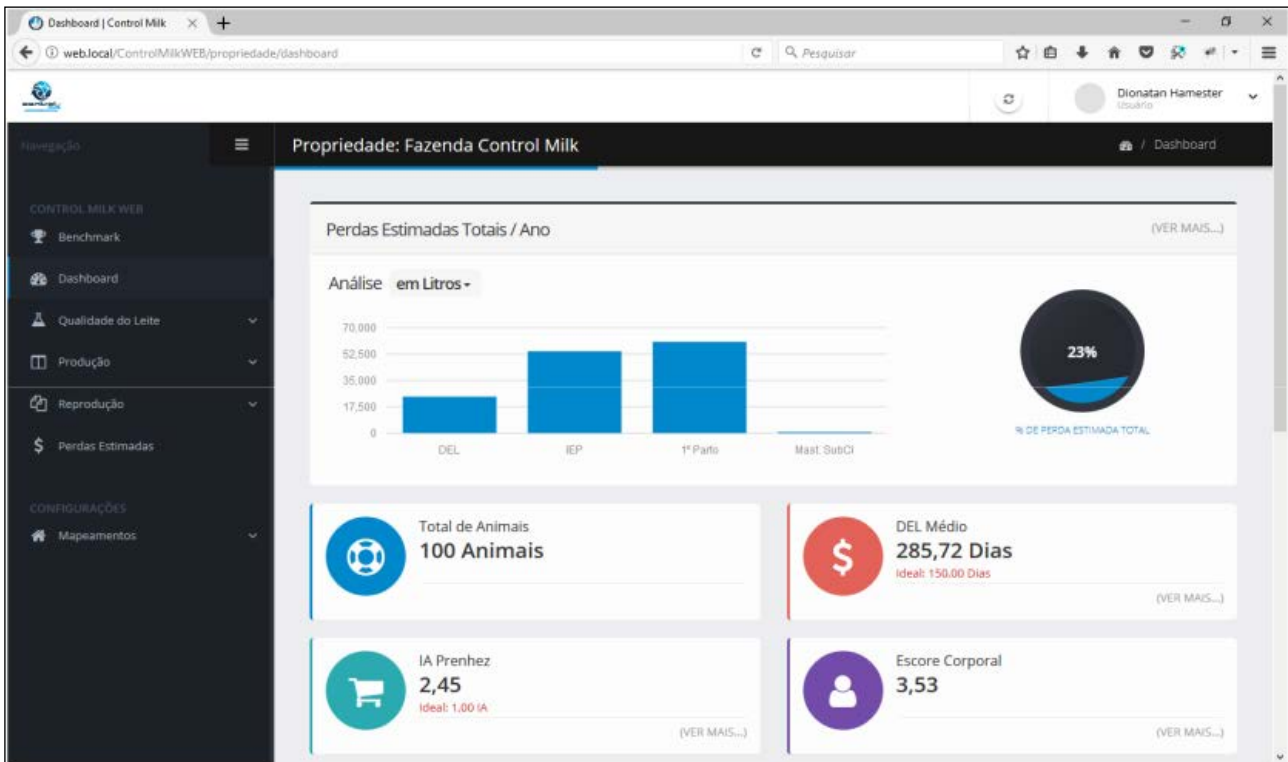 Dashboard | Control Milk
web.local/ControlMilkWEB/propriedade/dashboard
Pesquisar
Dionatan Hamester
Usuário
Navegação
Propriedade: Fazenda Control Milk
/ Dashboard
CONTROL MILK WEB
Benchmark
Dashboard
Qualidade do Leite
Produção
Reprodução
Perdas Estimadas
CONFIGURAÇÕES
Mapeamentos
Perdas Estimadas Totais / Ano
(VER MAIS...)
Análise em Litros
70,000
52,500
35,000
17,500
0
DEL IEP 1º Parto Mast. SubCl
23%
% DE PERDA ESTIMADA TOTAL
Total de Animais
100 Animais
DEL Médio
285,72 Dias
Ideal: 150.00 Dias
(VER MAIS...)
IA Prenhez
2,45
Ideal: 1,00 IA
(VER MAIS...)
Escore Corporal
3,53
(VER MAIS...)